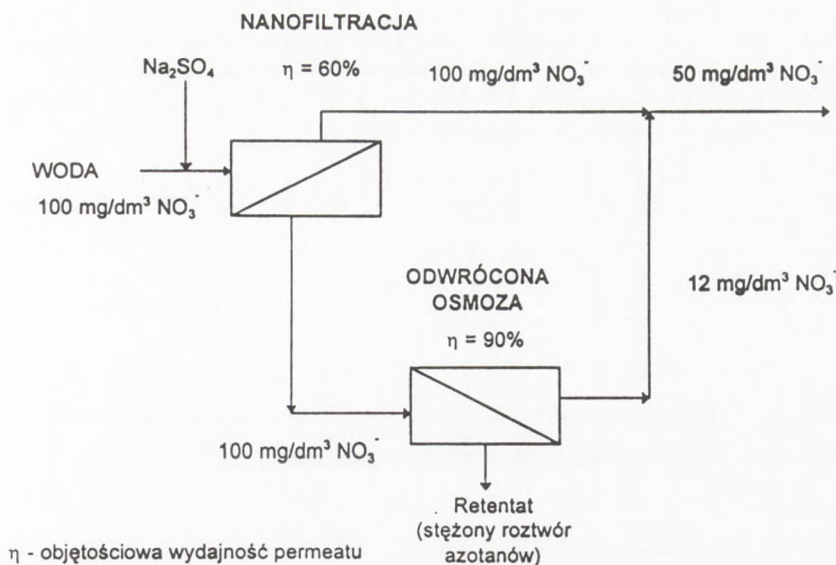 NANOFILTRACJA
Na₂SO₄
η = 60%
100 mg/dm³ NO₃⁻
50 mg/dm³ NO₃⁻
WODA
100 mg/dm³ NO₃⁻
ODWRÓCONA
OSMOZA
12 mg/dm³ NO₃⁻
η = 90%
100 mg/dm³ NO₃⁻
Retentat
(stężony roztwór
azotanów)
η - objętościowa wydajność permeatu